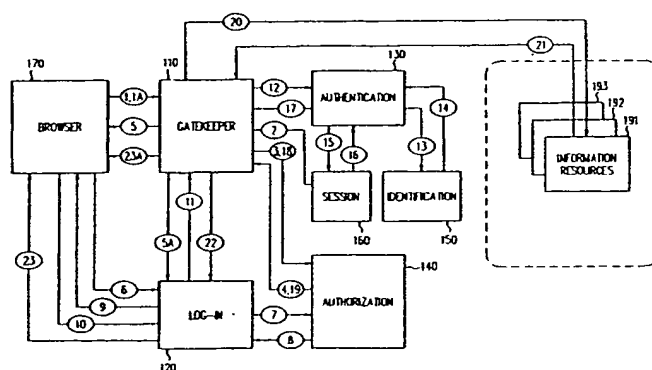 20
170
110
130
21
193
192
191
1,1A
12
AUTHENTICATION
14
17
BROWSER
5
GATEKEEPER
2
INFORMATION
RESOURCES
23A
3,18
15
16
13
SESSION
IDENTIFICATION
11
160
150
5A
22
140
23
6
4,19
AUTHORIZATION
9
LOG-IN
7
10
8
120